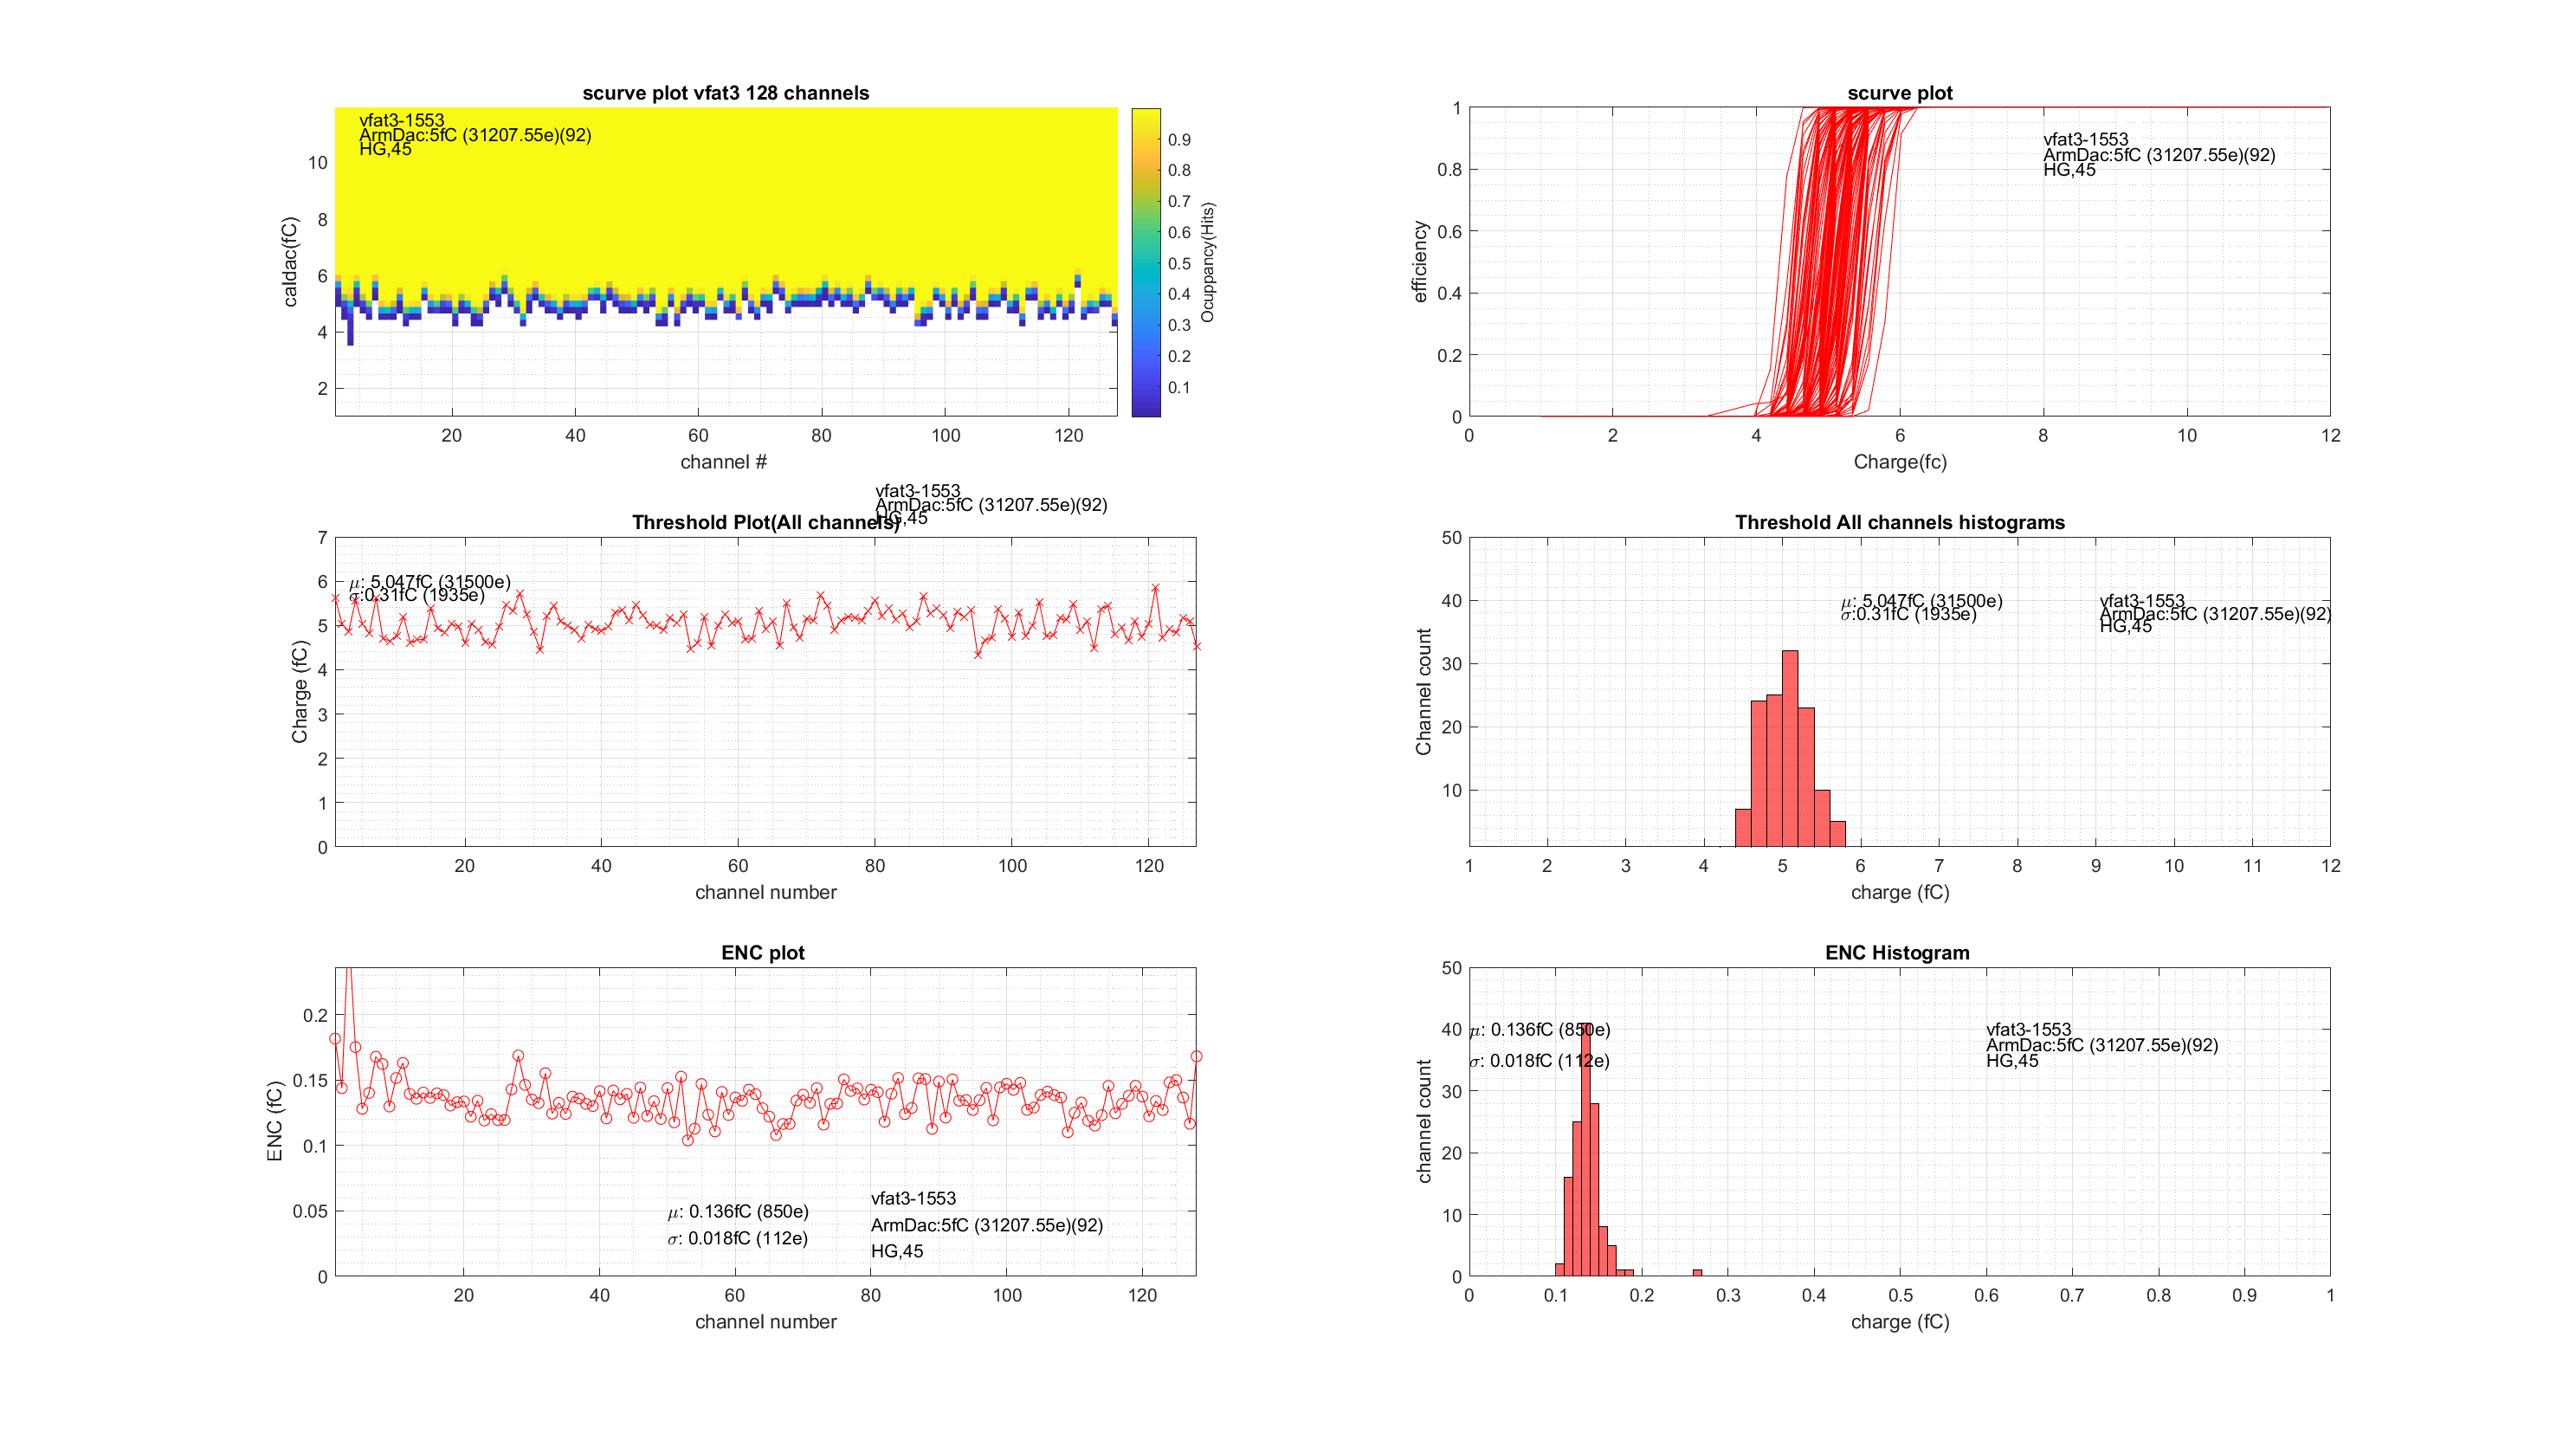 scurve plot vfat3 128 channels
vfat3-1553
ArmDac:5fC (31207.55e)(92)
HG,45
caldac(fC)
10
8
6
4
2
20 40 60 80 100 120
channel #
0.9
0.8
0.7
0.6
0.5
0.4
0.3
0.2
0.1
Ocuppancy(Hits)
scurve plot
vfat3-1553
ArmDac:5fC (31207.55e)(92)
HG,45
efficiency
1
0.8
0.6
0.4
0.2
0
0 2 4 6 8 10 12
Charge(fc)
vfat3-1553
ArmDac:5fC (31207.55e)(92)
HG,45
Threshold Plot(All channels)
μ: 5.047fC (31500e)
σ:0.31fC (1935e)
Charge (fC)
7
6
5
4
3
2
1
0
20 40 60 80 100 120
channel number
Threshold All channels histograms
μ: 5.047fC (31500e)
σ:0.31fC (1935e)
vfat3-1553
ArmDac:5fC (31207.55e)(92)
HG,45
Channel count
50
40
30
20
10
1 2 3 4 5 6 7 8 9 10 11 12
charge (fC)
ENC plot
ENC (fC)
0.2
0.15
0.1
0.05
0
μ: 0.136fC (850e)
σ: 0.018fC (112e)
vfat3-1553
ArmDac:5fC (31207.55e)(92)
HG,45
20 40 60 80 100 120
channel number
ENC Histogram
μ: 0.136fC (850e)
σ: 0.018fC (112e)
vfat3-1553
ArmDac:5fC (31207.55e)(92)
HG,45
channel count
50
40
30
20
10
0
0 0.1 0.2 0.3 0.4 0.5 0.6 0.7 0.8 0.9 1
charge (fC)